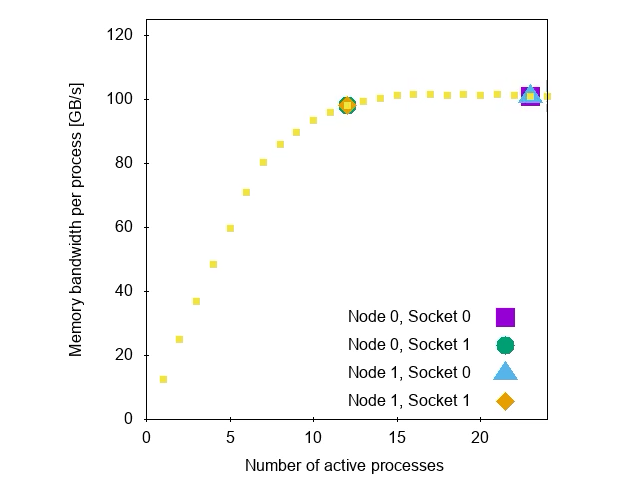 120
100
80
60
40
20
0
Memory bandwidth per process [GB/s]
Node 0, Socket 0
Node 0, Socket 1
Node 1, Socket 0
Node 1, Socket 1
0 5 10 15 20
Number of active processes